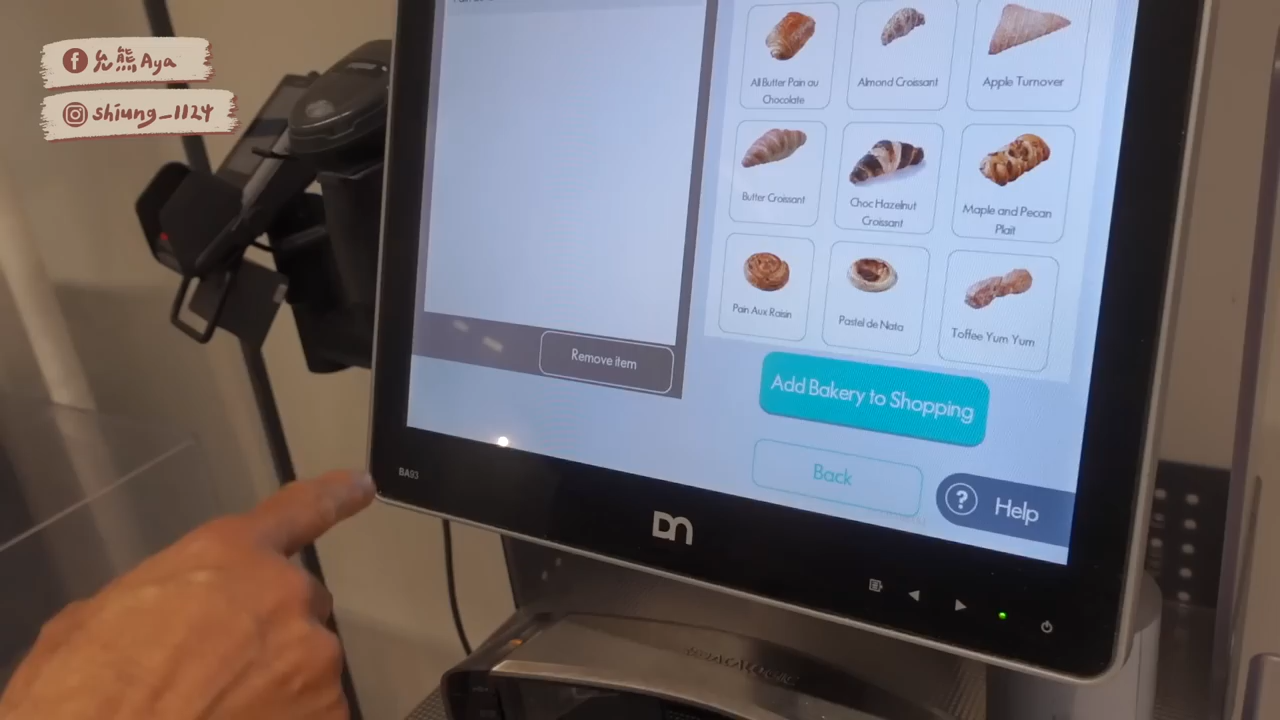 允熊Aya
shiung_1124
All Butter Pain au
Chocolate
Almond Croissant
Apple Turnover
Butter Croissant
Choc Hazelnut
Croissant
Maple and Pecan
Plait
Pain Aux Raisin
Pastel de Nata
Toffee Yum Yum
Remove item
Add Bakery to Shopping
Back
? Help
BA93
DN